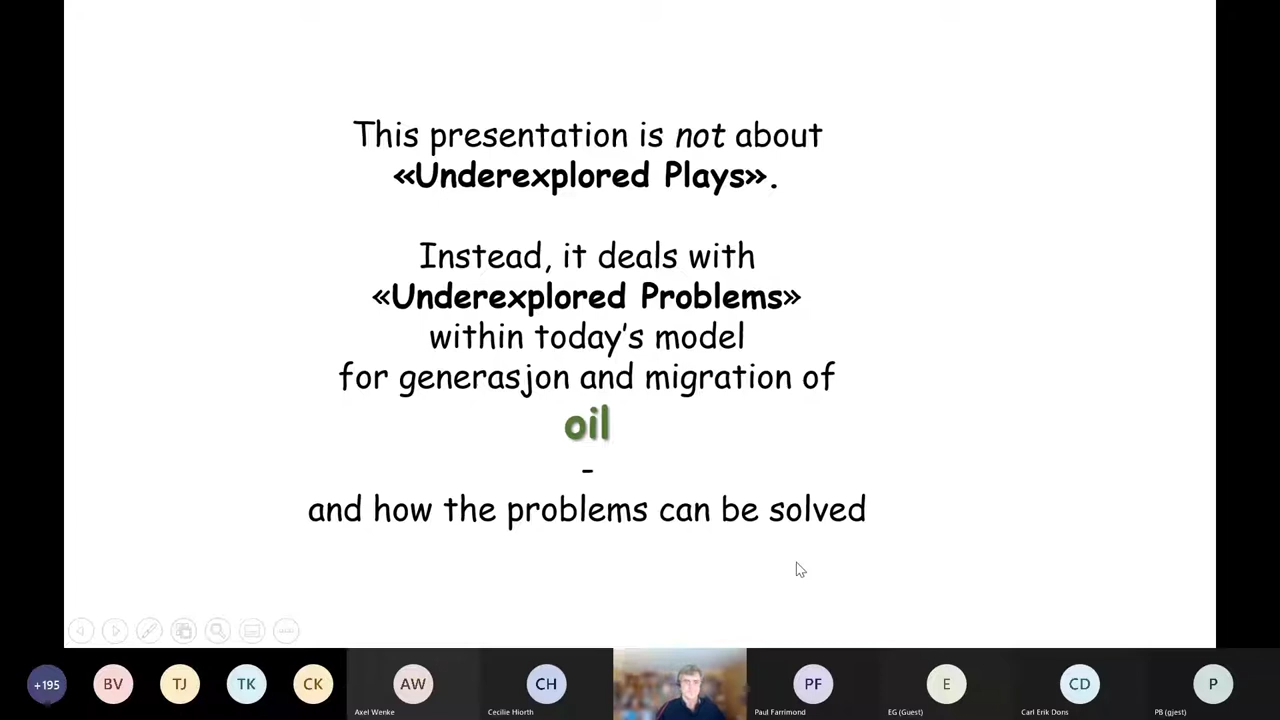 This presentation is not about
«Underexplored Plays».
Instead, it deals with
«Underexplored Problems»
within today's model
for generasjon and migration of
oil
-
and how the problems can be solved
+195
BV
TJ
TK
CK
AW
Axel Wenke
CH
Cecilie Hiorth
PF
Paul Farrimond
E
EG (Guest)
CD
Carl Erik Dons
P
PB (gjest)